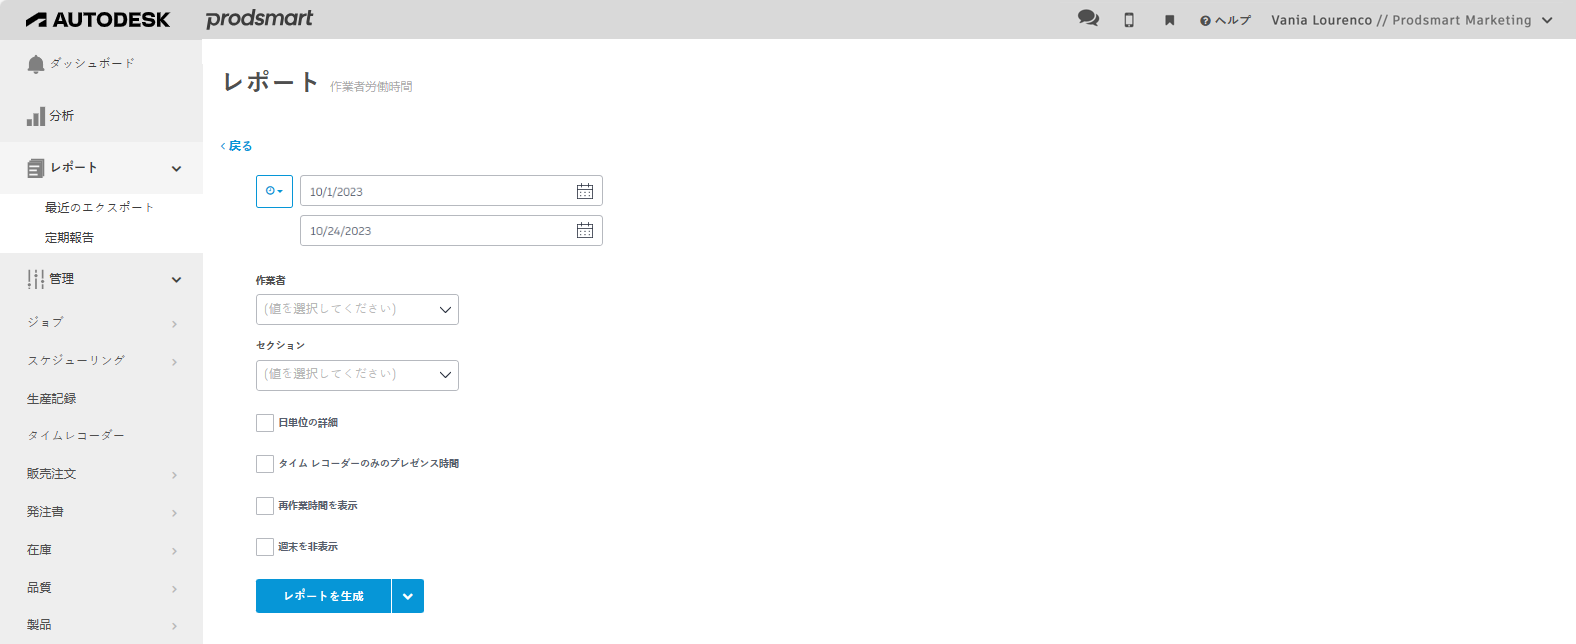 AUTODESK prodsmart
ヘルプ Vania Lourenco // Prodsmart Marketing
ダッシュボード
分析
レポート
最近のエクスポート
定期報告
管理
ジョブ
スケジューリング
生産記録
タイムレコーダー
販売注文
発注書
在庫
品質
製品
レポート 作業者労働時間
戻る
10/1/2023
10/24/2023
作業者
(値を選択してください)
セクション
(値を選択してください)
日単位の詳細
タイム レコーダーのみのプレゼンス時間
再作業時間を表示
週末を非表示
レポートを生成